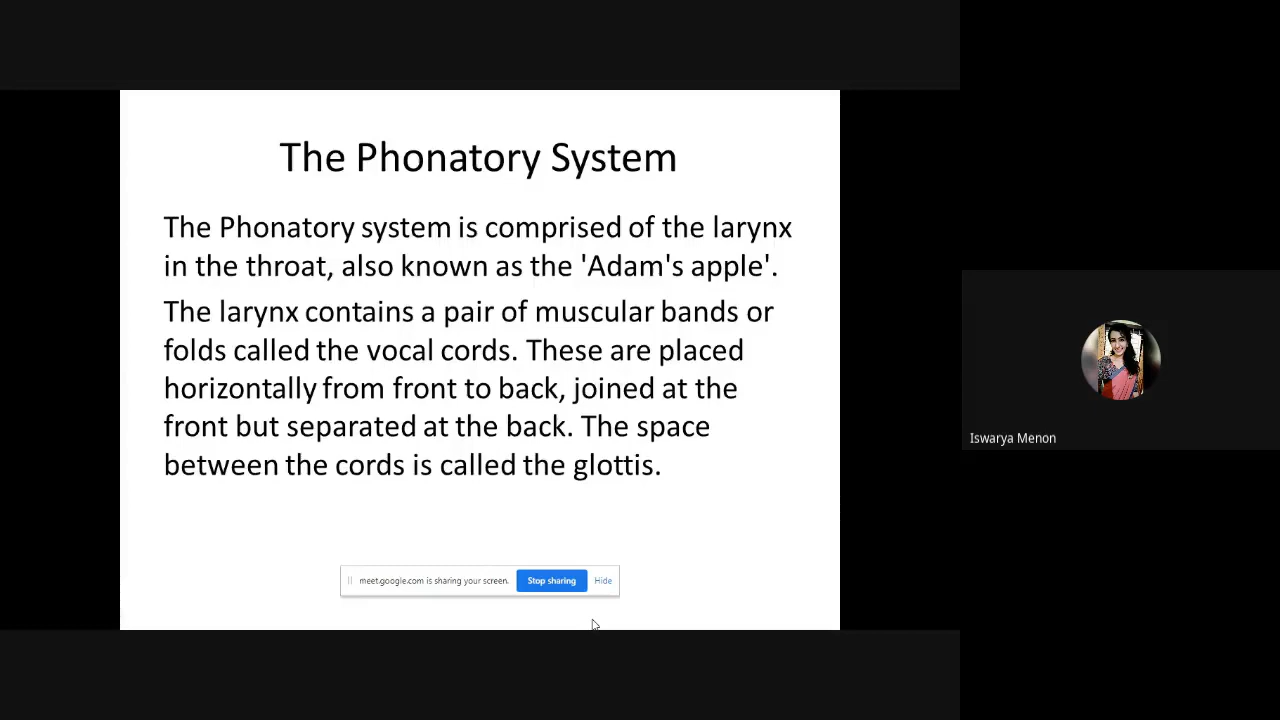 The Phonatory System
The Phonatory system is comprised of the larynx
in the throat, also known as the 'Adam's apple'.
The larynx contains a pair of muscular bands or
folds called the vocal cords. These are placed
horizontally from front to back, joined at the
front but separated at the back. The space
between the cords is called the glottis.
Iswarya Menon
meet.google.com is sharing your screen. Stop sharing Hide